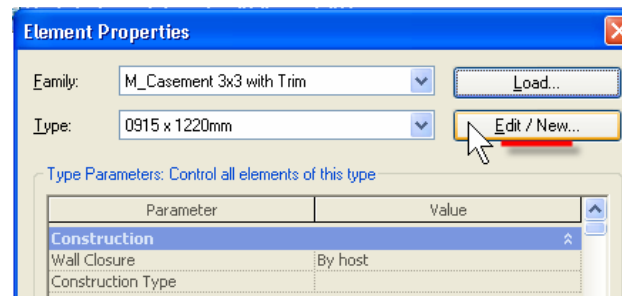 Element Properties
Family: M_Casement 3x3 with Trim Load...
Type: 0915 x 1220mm Edit / New...
Type Parameters: Control all elements of this type
Parameter Value
Construction
Wall Closure By host
Construction Type